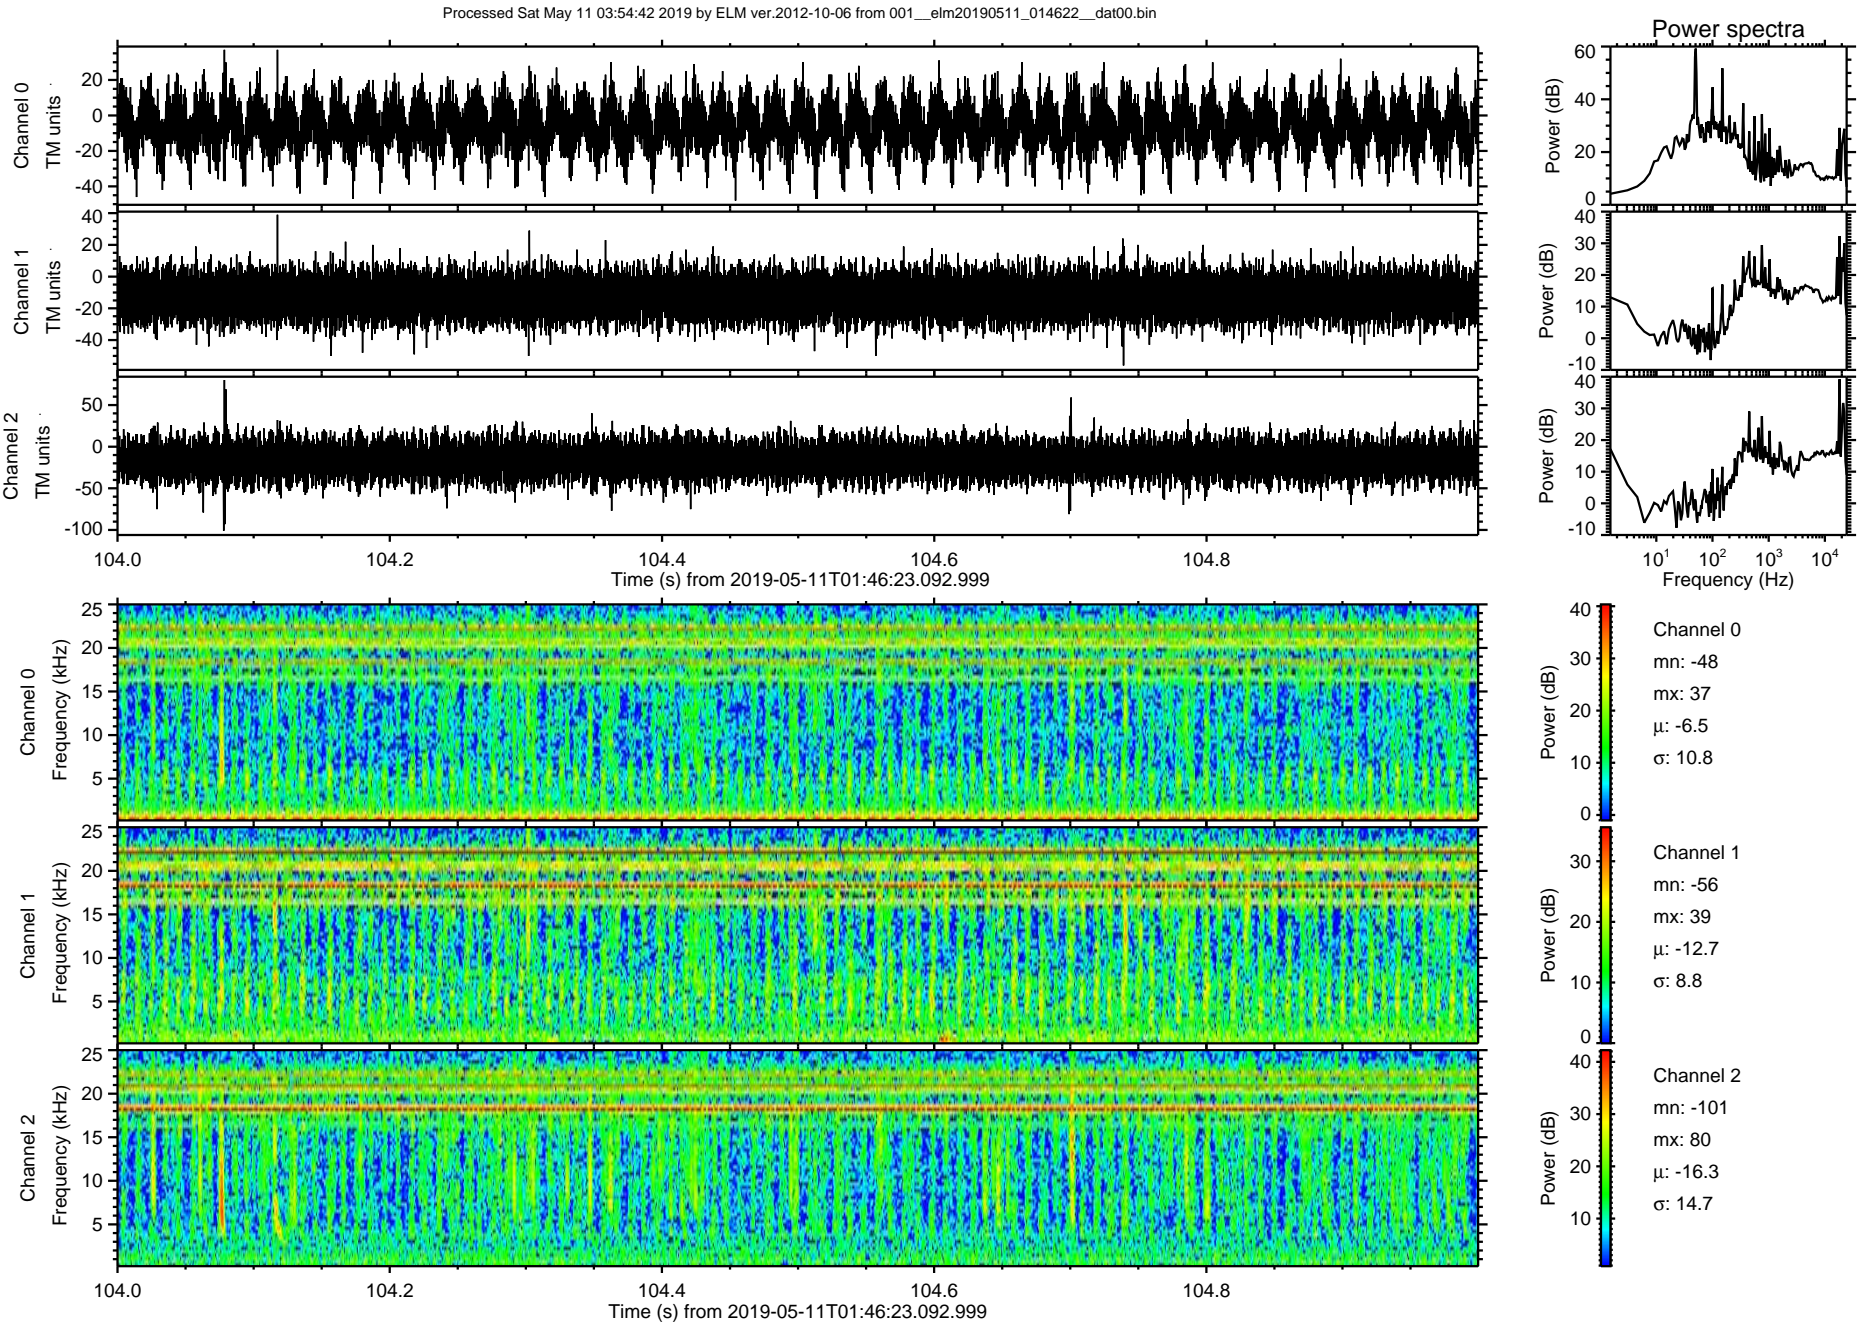 Processed Sat May 11 03:54:42 2019 by ELM ver.2012-10-06 from 001__elm20190511_014622__dat00.bin
Power spectra
Channel 0
TM units
20
0
-20
-40
Power (dB)
60
40
20
0
Channel 1
TM units
40
20
0
-20
-40
Power (dB)
40
30
20
10
0
-10
Channel 2
TM units
50
0
-50
-100
Power (dB)
40
30
20
10
0
-10
104.0 104.2 104.4 104.6 104.8
Time (s) from 2019-05-11T01:46:23.092.999
10^1 10^2 10^3 10^4
Frequency (Hz)
Channel 0
Frequency (kHz)
25
20
15
10
5
Power (dB)
40
30
20
10
0
Channel 0
mn: -48
mx: 37
μ: -6.5
σ: 10.8
Channel 1
Frequency (kHz)
25
20
15
10
5
Power (dB)
30
20
10
0
Channel 1
mn: -56
mx: 39
μ: -12.7
σ: 8.8
Channel 2
Frequency (kHz)
25
20
15
10
5
Power (dB)
40
30
20
10
Channel 2
mn: -101
mx: 80
μ: -16.3
σ: 14.7
104.0 104.2 104.4 104.6 104.8
Time (s) from 2019-05-11T01:46:23.092.999